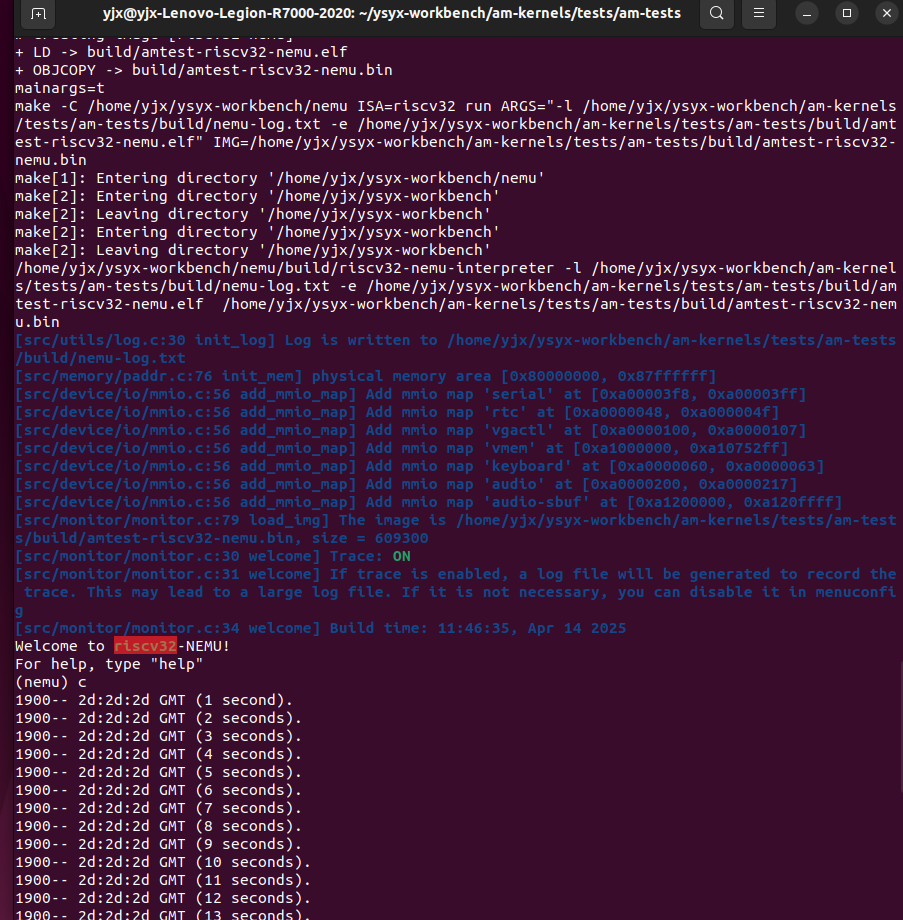 yjx@yjx-Lenovo-Legion-R7000-2020: ~/ysyx-workbench/am-kernels/tests/am-tests
+ LD -> build/amtest-riscv32-nemu.elf
+ OBJCOPY -> build/amtest-riscv32-nemu.bin
mainargs=t
make -C /home/yjx/ysyx-workbench/nemu ISA=riscv32 run ARGS="-l /home/yjx/ysyx-workbench/am-kernels
/tests/am-tests/build/nemu-log.txt -e /home/yjx/ysyx-workbench/am-kernels/tests/am-tests/build/amt
est-riscv32-nemu.elf" IMG=/home/yjx/ysyx-workbench/am-kernels/tests/am-tests/build/amtest-riscv32-
nemu.bin
make[1]: Entering directory '/home/yjx/ysyx-workbench/nemu'
make[2]: Entering directory '/home/yjx/ysyx-workbench'
make[2]: Leaving directory '/home/yjx/ysyx-workbench'
make[2]: Entering directory '/home/yjx/ysyx-workbench'
make[2]: Leaving directory '/home/yjx/ysyx-workbench'
/home/yjx/ysyx-workbench/nemu/build/riscv32-nemu-interpreter -l /home/yjx/ysyx-workbench/am-kernel
s/tests/am-tests/build/nemu-log.txt -e /home/yjx/ysyx-workbench/am-kernels/tests/am-tests/build/am
test-riscv32-nemu.elf  /home/yjx/ysyx-workbench/am-kernels/tests/am-tests/build/amtest-riscv32-nem
u.bin
[src/utils/log.c:30 init_log] Log is written to /home/yjx/ysyx-workbench/am-kernels/tests/am-tests
/build/nemu-log.txt
[src/memory/paddr.c:76 init_mem] physical memory area [0x80000000, 0x87ffffff]
[src/device/io/mmio.c:56 add_mmio_map] Add mmio map 'serial' at [0xa00003f8, 0xa00003ff]
[src/device/io/mmio.c:56 add_mmio_map] Add mmio map 'rtc' at [0xa0000048, 0xa000004f]
[src/device/io/mmio.c:56 add_mmio_map] Add mmio map 'vgactl' at [0xa0000100, 0xa0000107]
[src/device/io/mmio.c:56 add_mmio_map] Add mmio map 'vmem' at [0xa1000000, 0xa10752ff]
[src/device/io/mmio.c:56 add_mmio_map] Add mmio map 'keyboard' at [0xa0000060, 0xa0000063]
[src/device/io/mmio.c:56 add_mmio_map] Add mmio map 'audio' at [0xa0000200, 0xa0000217]
[src/device/io/mmio.c:56 add_mmio_map] Add mmio map 'audio-sbuf' at [0xa1200000, 0xa120ffff]
[src/monitor/monitor.c:79 load_img] The image is /home/yjx/ysyx-workbench/am-kernels/tests/am-test
s/build/amtest-riscv32-nemu.bin, size = 609300
[src/monitor/monitor.c:30 welcome] Trace: ON
[src/monitor/monitor.c:31 welcome] If trace is enabled, a log file will be generated to record the
 trace. This may lead to a large log file. If it is not necessary, you can disable it in menuconfi
g
[src/monitor/monitor.c:34 welcome] Build time: 11:46:35, Apr 14 2025
Welcome to riscv32-NEMU!
For help, type "help"
(nemu) c
1900-- 2d:2d:2d GMT (1 second).
1900-- 2d:2d:2d GMT (2 seconds).
1900-- 2d:2d:2d GMT (3 seconds).
1900-- 2d:2d:2d GMT (4 seconds).
1900-- 2d:2d:2d GMT (5 seconds).
1900-- 2d:2d:2d GMT (6 seconds).
1900-- 2d:2d:2d GMT (7 seconds).
1900-- 2d:2d:2d GMT (8 seconds).
1900-- 2d:2d:2d GMT (9 seconds).
1900-- 2d:2d:2d GMT (10 seconds).
1900-- 2d:2d:2d GMT (11 seconds).
1900-- 2d:2d:2d GMT (12 seconds).
1900-- 2d:2d:2d GMT (13 seconds).